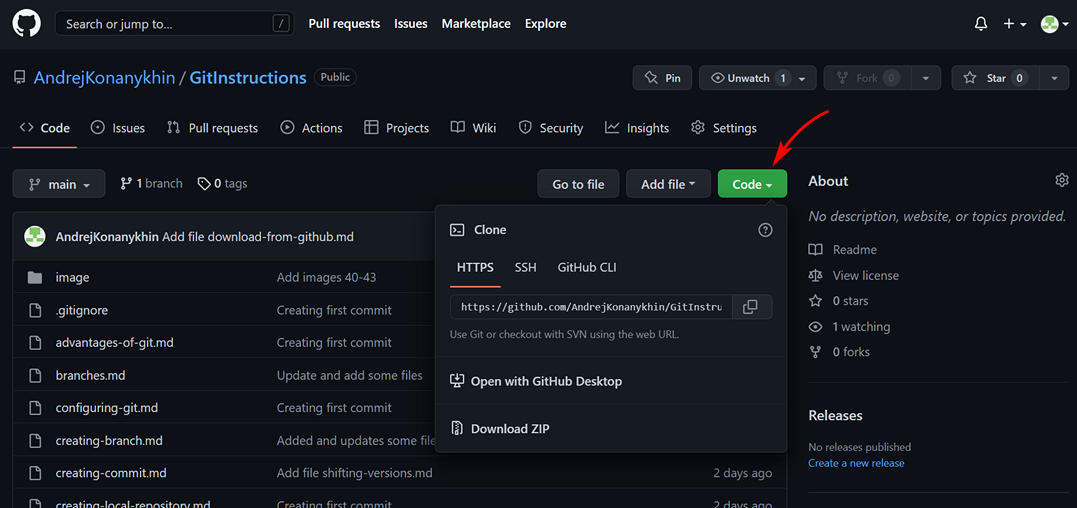 Search or jump to... /
Pull requests
Issues
Marketplace
Explore
AndrejKonanykhin / GitInstructions Public
Pin
Unwatch 1
Fork 0
Star 0
Code
Issues
Pull requests
Actions
Projects
Wiki
Security
Insights
Settings
main
1 branch
0 tags
Go to file
Add file
Code
AndrejKonanykhin Add file download-from-github.md
image Add images 40-43
.gitignore Creating first commit
advantages-of-git.md Creating first commit
branches.md Update and add some files
configuring-git.md Creating first commit
creating-branch.md Added and updates some file
creating-commit.md Add file shifting-versions.md 2 days ago
creating-local-repository.md Creating first commit 2 days ago
Clone
HTTPS
SSH
GitHub CLI
https://github.com/AndrejKonanykhin/GitInstru
Use Git or checkout with SVN using the web URL.
Open with GitHub Desktop
Download ZIP
About
No description, website, or topics provided.
Readme
View license
0 stars
1 watching
0 forks
Releases
No releases published
Create a new release